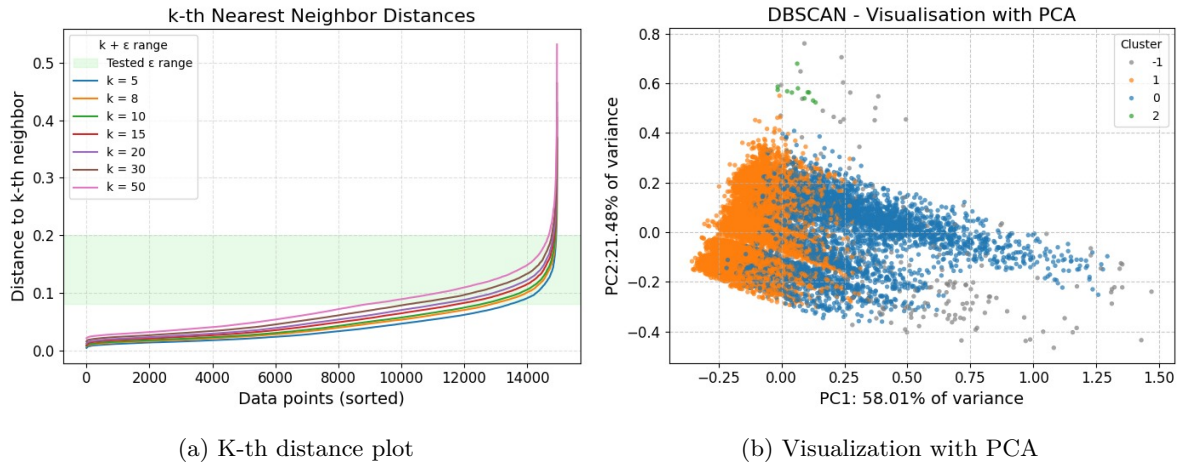 k-th Nearest Neighbor Distances
Distance to k-th neighbor
0.5
0.4
0.3
0.2
0.1
0.0
k + ε range
Tested ε range
k = 5
k = 8
k = 10
k = 15
k = 20
k = 30
k = 50
0 2000 4000 6000 8000 10000 12000 14000
Data points (sorted)
(a) K-th distance plot
DBSCAN - Visualisation with PCA
PC2:21.48% of variance
0.8
0.6
0.4
0.2
0.0
−0.2
−0.4
Cluster
-1
1
0
2
−0.25 0.00 0.25 0.50 0.75 1.00 1.25 1.50
PC1: 58.01% of variance
(b) Visualization with PCA